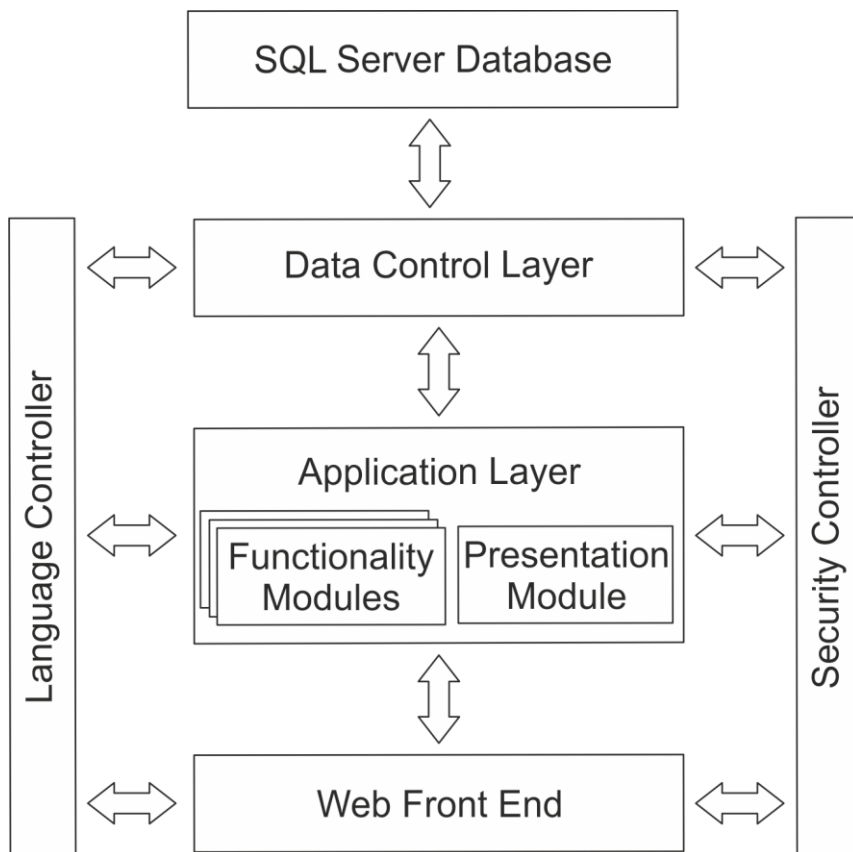 SQL Server Database
Data Control Layer
Language Controller
Security Controller
Application Layer
Functionality
Modules
Presentation
Module
Web Front End